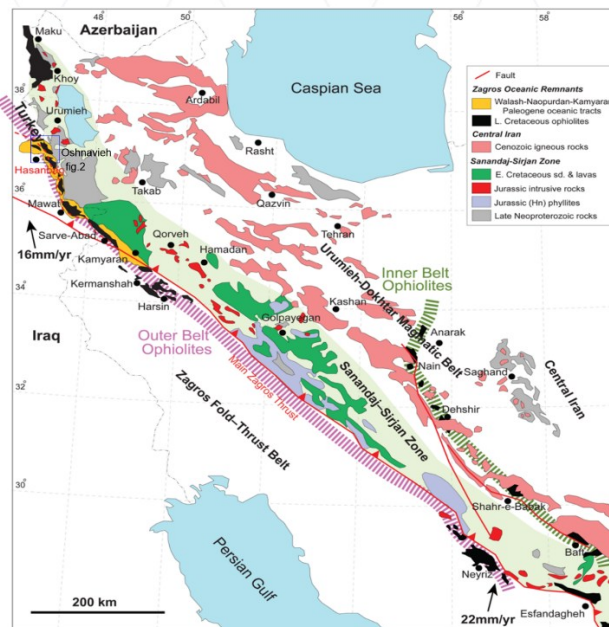 48
50
56
58
Maku
Azerbaijan
38
Khoy
Ardabil
Caspian Sea
Urumieh
Turkey
Oshnavieh
fig.2
Rasht
36
Takab
Mawat
Qazvin
Sarve-Abad
Qorveh
Hamadan
Tehran
16mm/yr
Kamyaran
34
Kermanshah
Harsin
Kashan
Urumieh-Dokhtar Magmatic Belt
Inner Belt
Ophiolites
Anarak
Iraq
Golpayegan
Outer Belt
Ophiolites
Nain
Saghand
Central Iran
32
Main Zagros Thrust
Sanandaj-Sirjan Zone
Dehshir
Zagros Fold-Thrust Belt
30
Shahr-e-Babak
Baft
Persian Gulf
Neyriz
200 km
22mm/yr
Esfandagheh
Fault
Zagros Oceanic Remnants
Walash-Naopurdan-Kamyaran
Paleogene oceanic tracts
L. Cretaceous ophiolites
Central Iran
Cenozoic igneous rocks
Sanandaj-Sirjan Zone
E. Cretaceous sd. & lavas
Jurassic intrusive rocks
Jurassic (Hn) phyllites
Late Neoproterozoic rocks